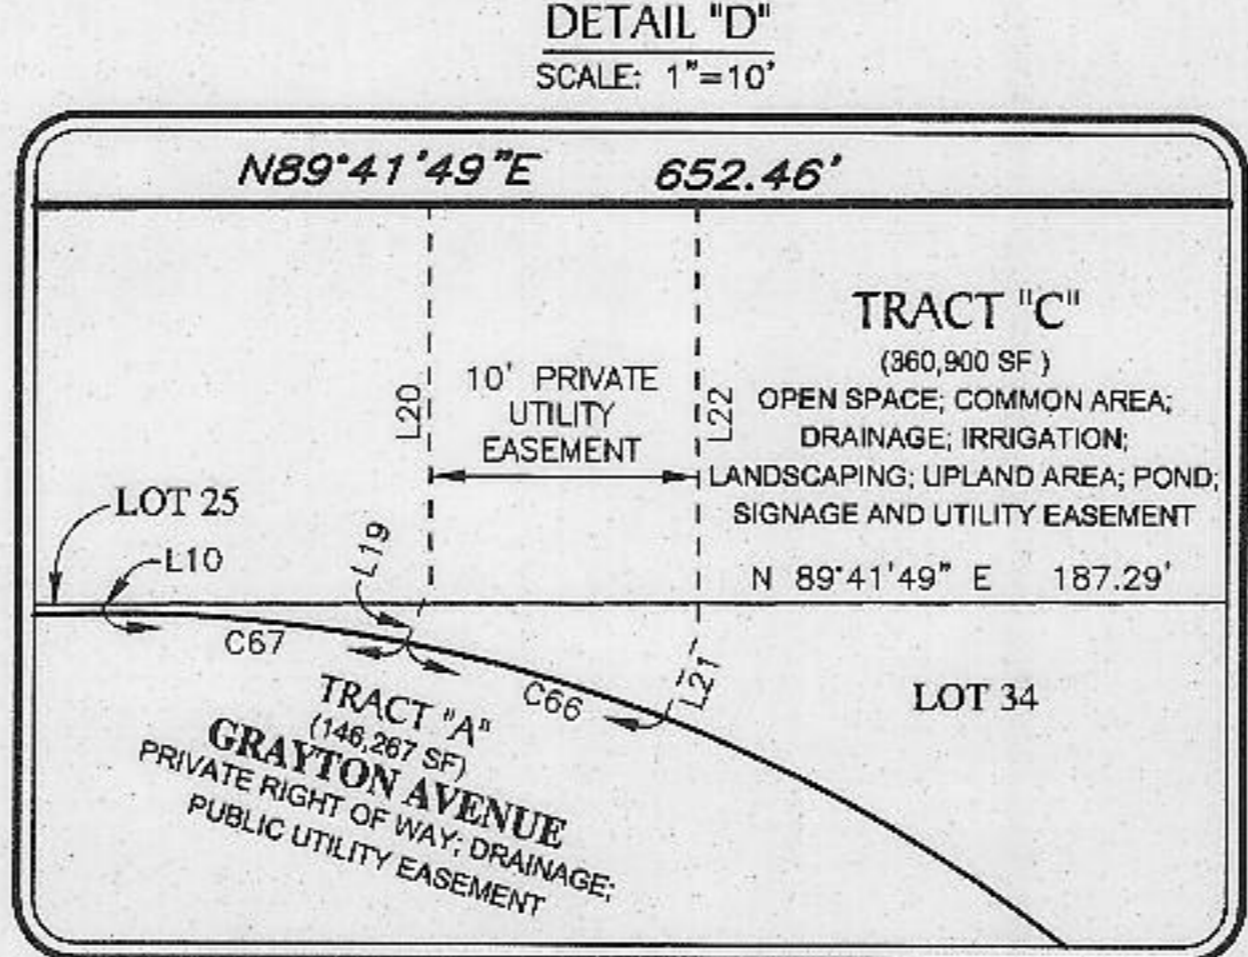 DETAIL "D"
SCALE: 1"=10'
N89°41'49"E 652.46'
L20
10' PRIVATE
UTILITY
EASEMENT
L22
TRACT "C"
(360,900 SF )
OPEN SPACE; COMMON AREA;
DRAINAGE; IRRIGATION;
LANDSCAPING; UPLAND AREA; POND;
SIGNAGE AND UTILITY EASEMENT
N 89°41'49" E 187.29'
LOT 25
L10
L19
C67
C66
L21
LOT 34
TRACT "A"
(146,267 SF)
GRAYTON AVENUE
PRIVATE RIGHT OF WAY; DRAINAGE;
PUBLIC UTILITY EASEMENT